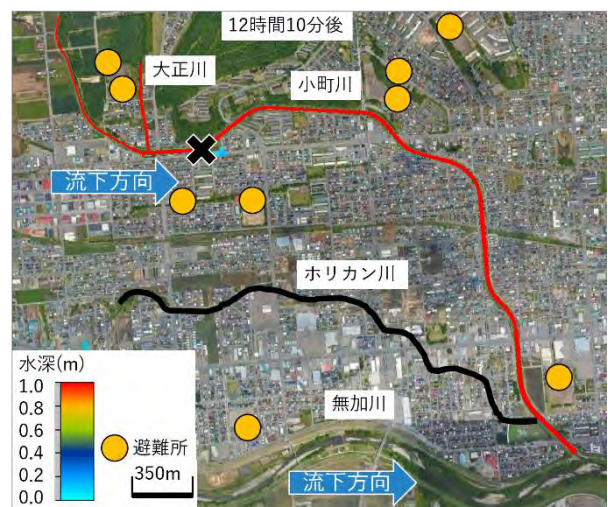 12時間10分後
大正川
小町川
流下方向
ホリカン川
水深(m)
1.0
0.8
0.6
0.4
0.2
0.0
避難所
350m
無加川
流下方向